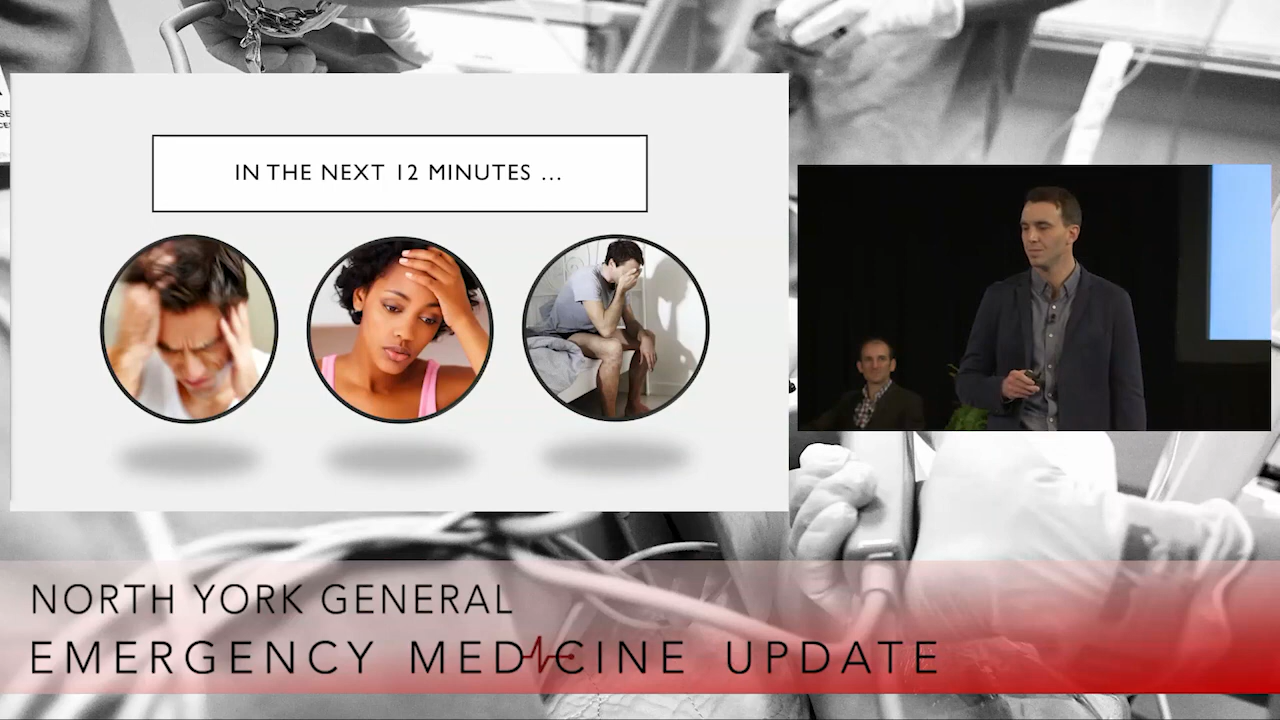 IN THE NEXT 12 MINUTES ...
NORTH YORK GENERAL
EMERGENCY MEDICINE UPDATE